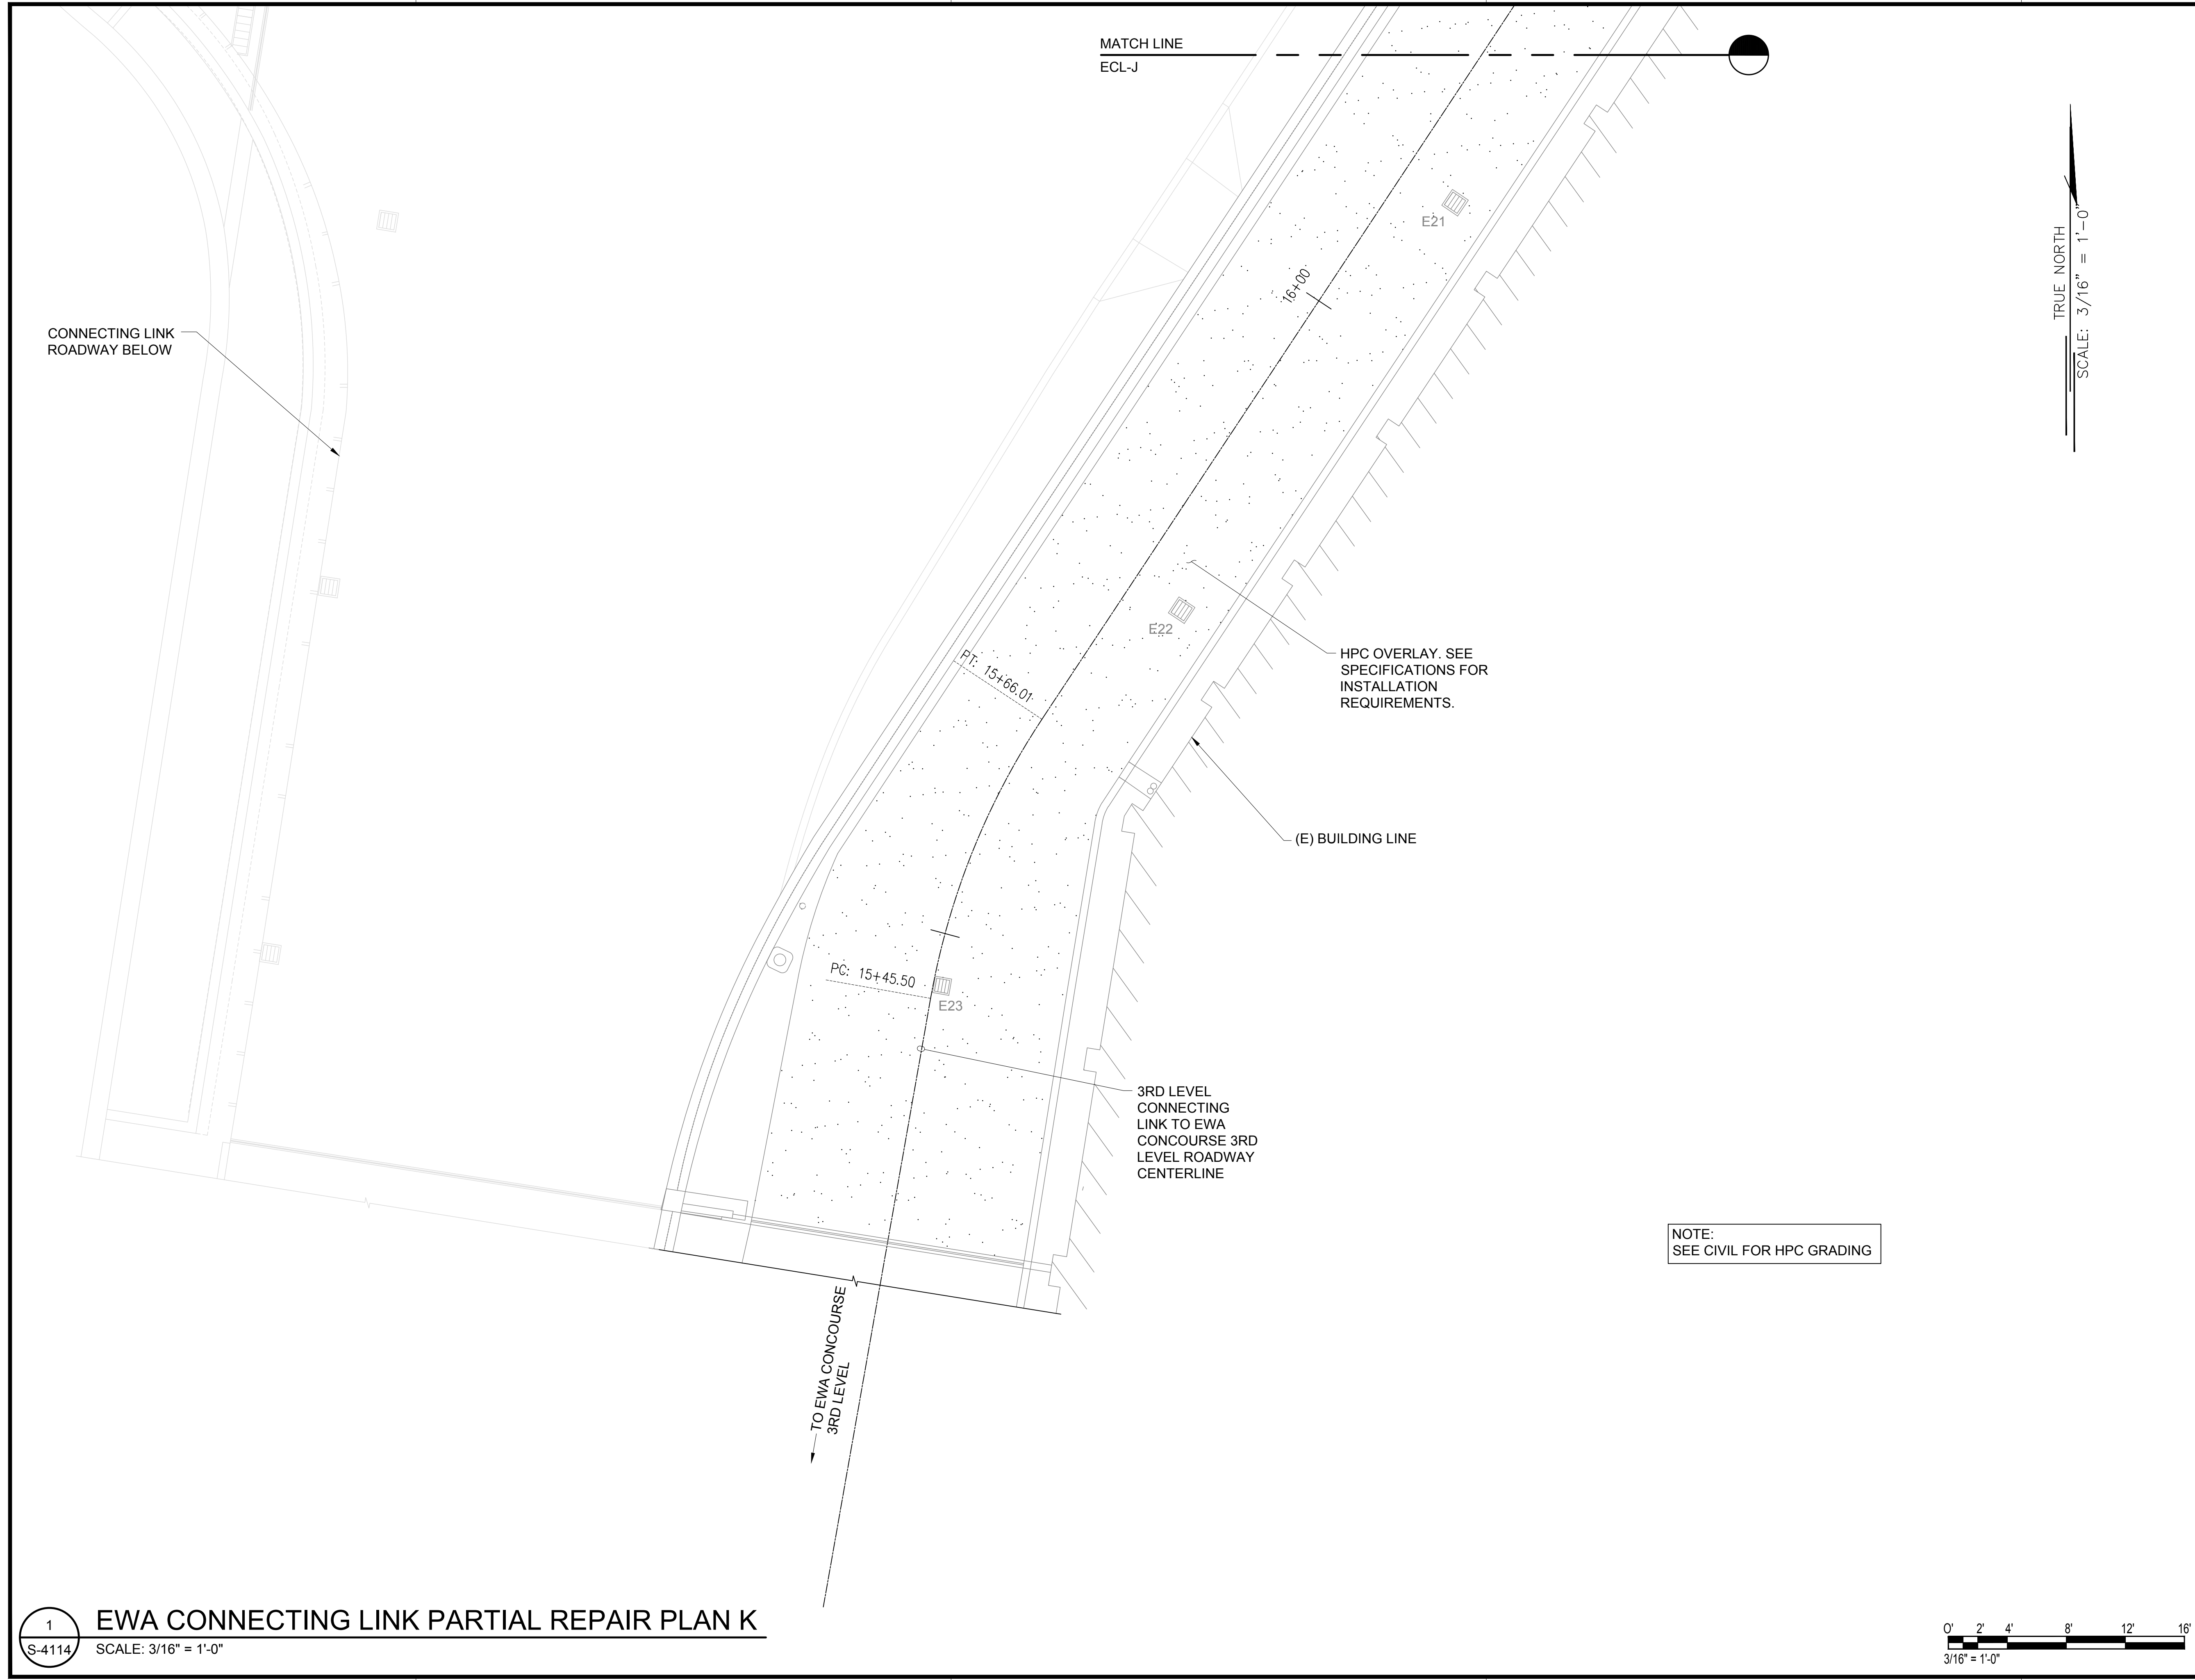 MATCH LINE
ECL-J
TRUE NORTH
SCALE: 3/16" = 1'-0"
E21
16+00
CONNECTING LINK
ROADWAY BELOW
E22
HPC OVERLAY. SEE
SPECIFICATIONS FOR
INSTALLATION
REQUIREMENTS.
PT: 15+66.01
(E) BUILDING LINE
PC: 15+45.50
E23
3RD LEVEL
CONNECTING
LINK TO EWA
CONCOURSE 3RD
LEVEL ROADWAY
CENTERLINE
NOTE:
SEE CIVIL FOR HPC GRADING
TO EWA CONCOURSE
3RD LEVEL
1
S-4114
EWA CONNECTING LINK PARTIAL REPAIR PLAN K
SCALE: 3/16" = 1'-0"
0' 2' 4' 8' 12' 16'
3/16" = 1'-0"